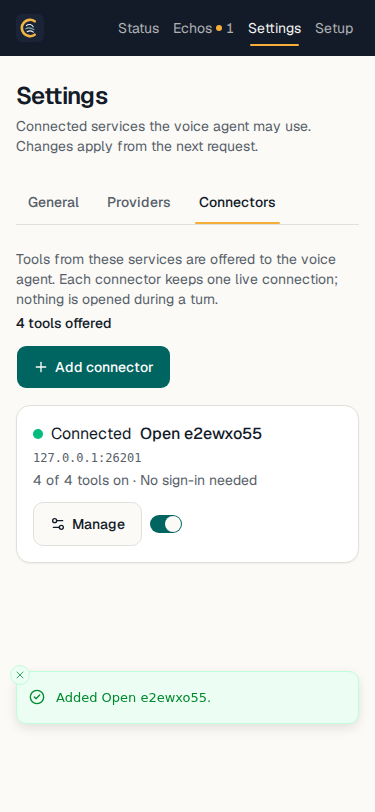 Status Echos 1 Settings Setup
Settings
Connected services the voice agent may use.
Changes apply from the next request.
General Providers Connectors
Tools from these services are offered to the voice
agent. Each connector keeps one live connection;
nothing is opened during a turn.
4 tools offered
Add connector
Connected Open e2ewxo55
127.0.0.1:26201
4 of 4 tools on · No sign-in needed
Manage
Added Open e2ewxo55.